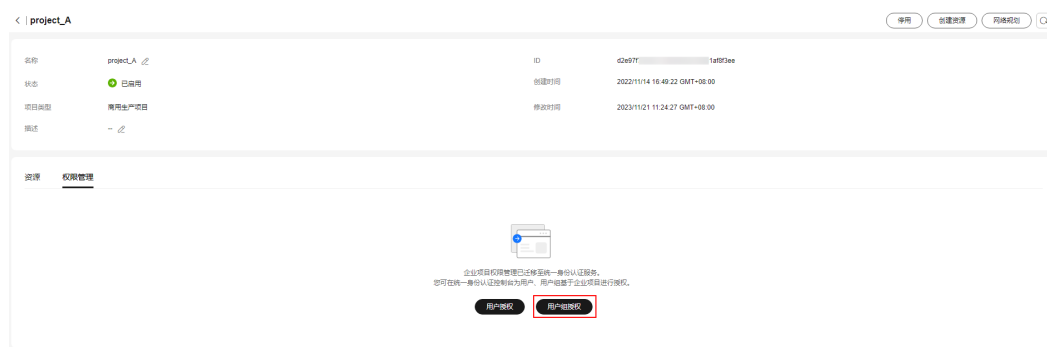 < | project_A
停用 创建资源 网络规划
名称 project_A ID d2e97f 1af8f3ee
状态 已启用 创建时间 2022/11/14 16:49:22 GMT+08:00
项目类型 商用生产项目 修改时间 2023/11/21 11:24:27 GMT+08:00
描述 --
资源 权限管理
企业项目权限管理已迁移至统一身份认证服务。
您可在统一身份认证控制台为用户、用户组基于企业项目进行授权。
用户授权 用户组授权